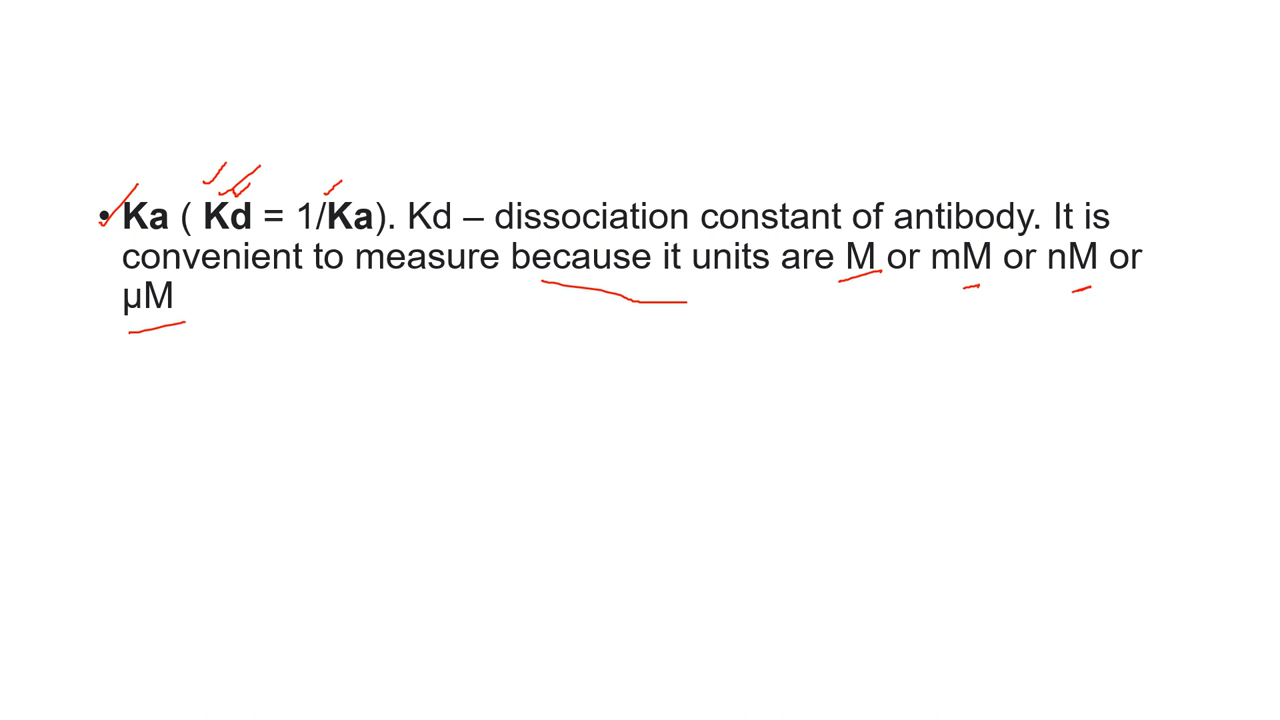 • Ka ( Kd = 1/Ka). Kd – dissociation constant of antibody. It is
convenient to measure because it units are M or mM or nM or
µM